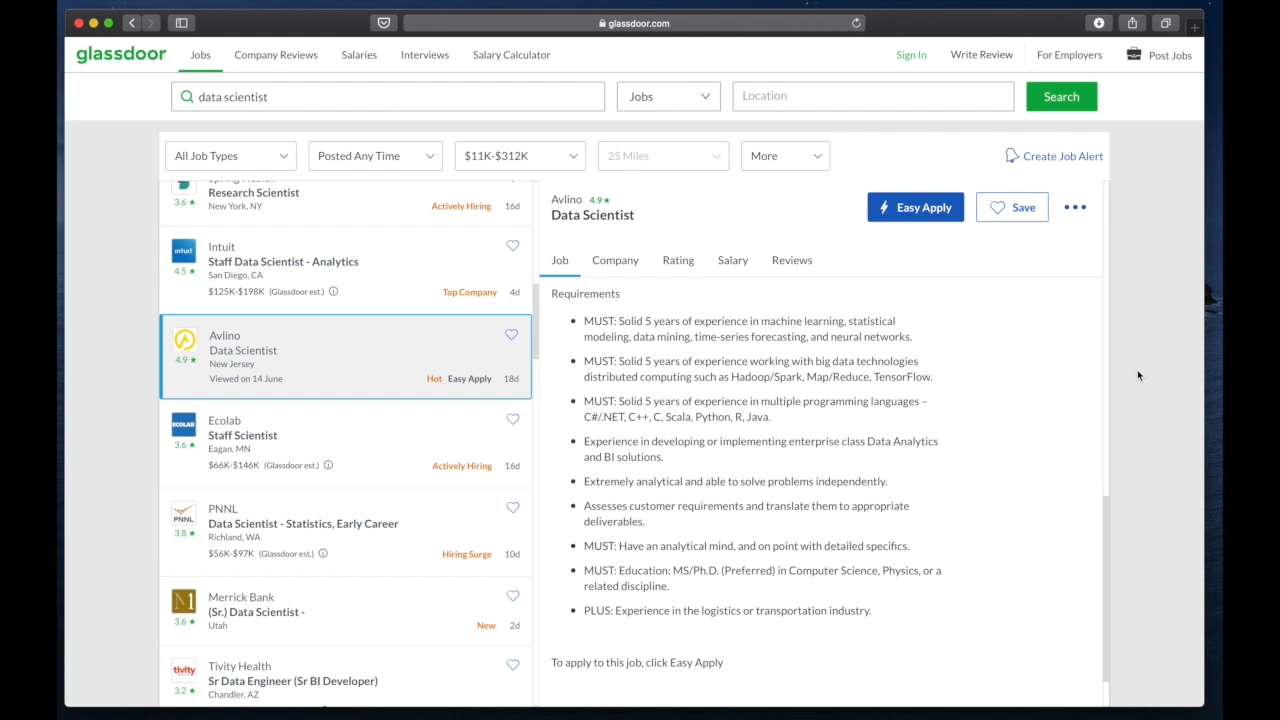 glassdoor.com
glassdoor
Jobs
Company Reviews
Salaries
Interviews
Salary Calculator
Sign In
Write Review
For Employers
Post Jobs
data scientist
Jobs
Location
Search
All Job Types
Posted Any Time
$11K-$312K
25 Miles
More
Create Job Alert
3.6 ★
Research Scientist
New York, NY
Actively Hiring 16d
intuit
4.5 ★
Intuit
Staff Data Scientist - Analytics
San Diego, CA
$125K-$198K (Glassdoor est.)
Top Company 4d
4.9 ★
Avlino
Data Scientist
New Jersey
Viewed on 14 June
Hot Easy Apply 18d
ECOLAB
3.6 ★
Ecolab
Staff Scientist
Eagan, MN
$66K-$146K (Glassdoor est.)
Actively Hiring 16d
PNNL
3.8 ★
PNNL
Data Scientist - Statistics, Early Career
Richland, WA
$56K-$97K (Glassdoor est.)
Hiring Surge 10d
3.6 ★
Merrick Bank
(Sr.) Data Scientist -
Utah
New 2d
tivity
3.2 ★
Tivity Health
Sr Data Engineer (Sr BI Developer)
Chandler, AZ
Avlino 4.9 ★
Data Scientist
Easy Apply
Save
Job
Company
Rating
Salary
Reviews
Requirements
• MUST: Solid 5 years of experience in machine learning, statistical
modeling, data mining, time-series forecasting, and neural networks.
• MUST: Solid 5 years of experience working with big data technologies
distributed computing such as Hadoop/Spark, Map/Reduce, TensorFlow.
• MUST: Solid 5 years of experience in multiple programming languages –
C#/.NET, C++, C, Scala, Python, R, Java.
• Experience in developing or implementing enterprise class Data Analytics
and BI solutions.
• Extremely analytical and able to solve problems independently.
• Assesses customer requirements and translate them to appropriate
deliverables.
• MUST: Have an analytical mind, and on point with detailed specifics.
• MUST: Education: MS/Ph.D. (Preferred) in Computer Science, Physics, or a
related discipline.
• PLUS: Experience in the logistics or transportation industry.
To apply to this job, click Easy Apply